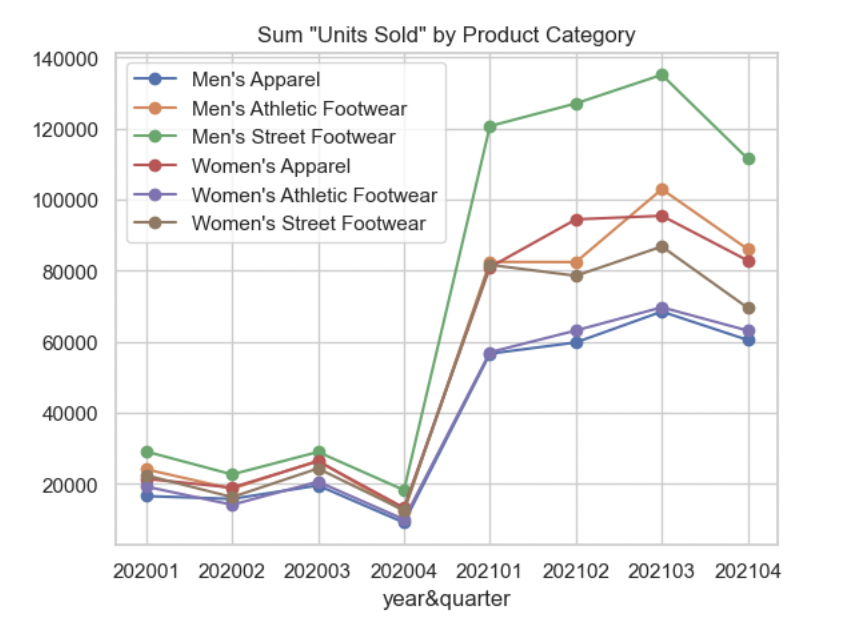 Sum "Units Sold" by Product Category
140000
120000
100000
80000
60000
40000
20000
Men's Apparel
Men's Athletic Footwear
Men's Street Footwear
Women's Apparel
Women's Athletic Footwear
Women's Street Footwear
202001 202002 202003 202004 202101 202102 202103 202104
year&quarter